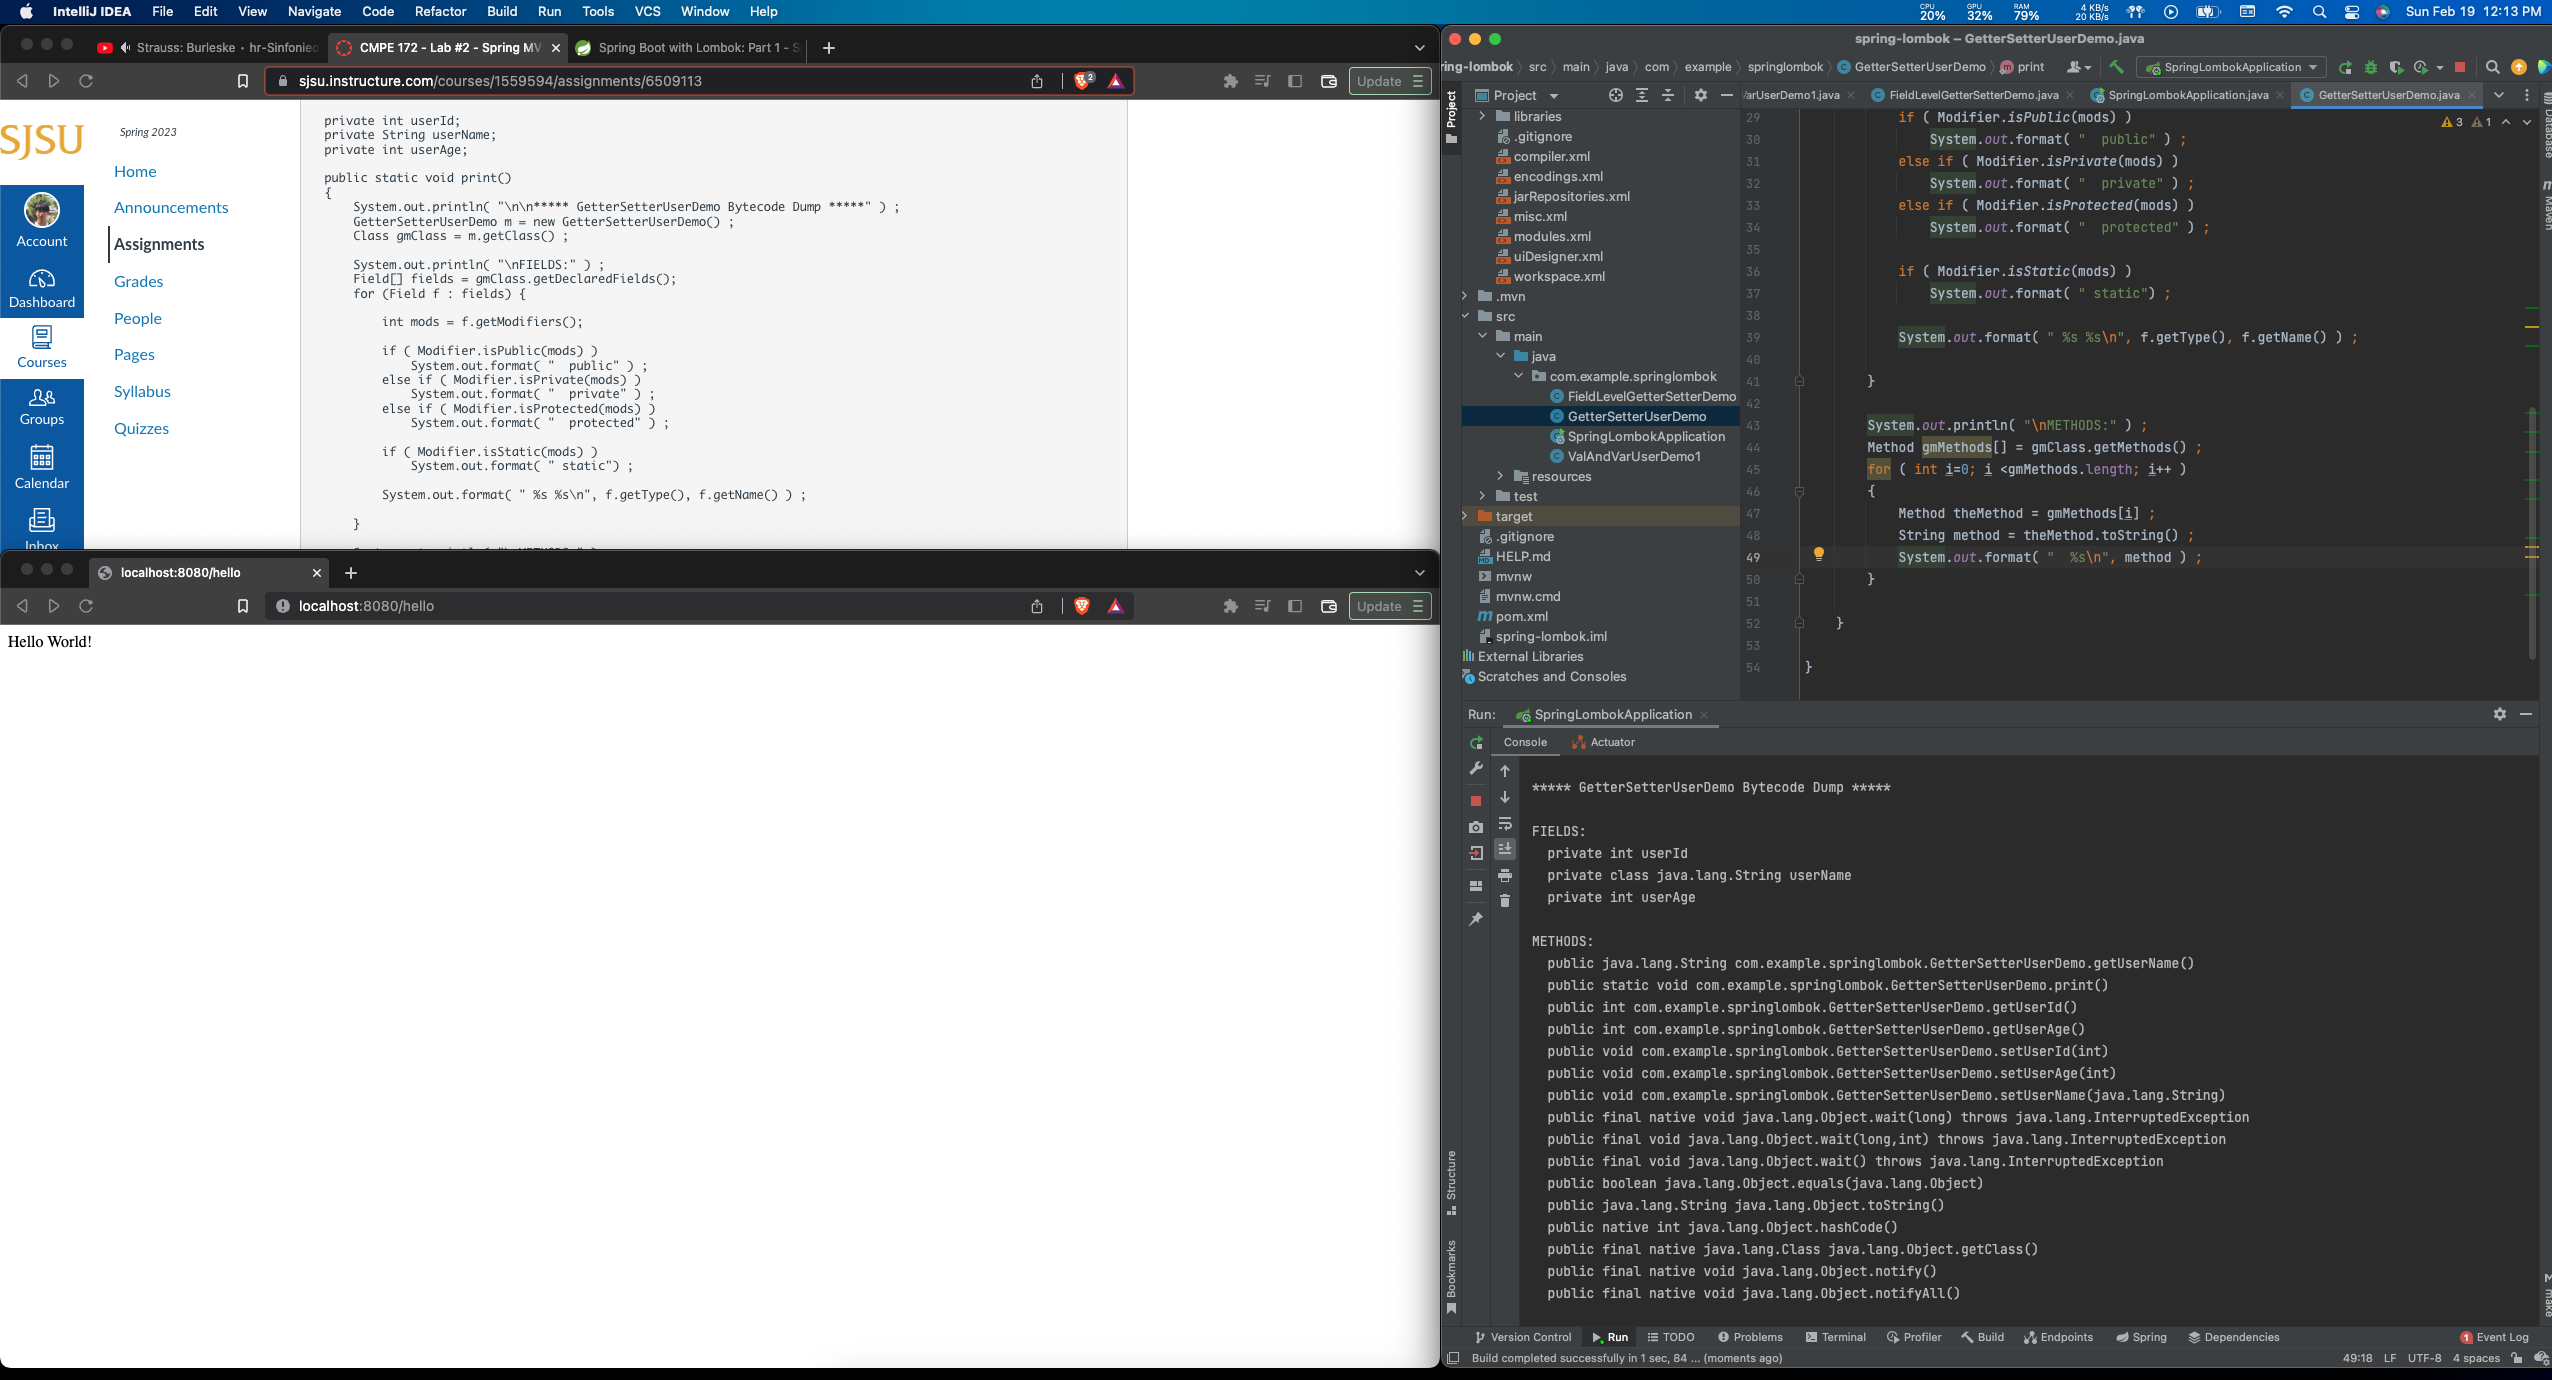 IntelliJ IDEA File Edit View Navigate Code Refactor Build Run Tools VCS Window Help
CPU 20% GPU 32% RAM 79% 4 KB/s 20 KB/s Sun Feb 19 12:13 PM
Strauss: Burleske · hr-Sinfonieo CMPE 172 - Lab #2 - Spring MV Spring Boot with Lombok: Part 1 - S
sjsu.instructure.com/courses/1559594/assignments/6509113 2 Update
SJSU
Account
Dashboard
Courses
Groups
Calendar
Inbox
Spring 2023
Home
Announcements
Assignments
Grades
People
Pages
Syllabus
Quizzes
private int userId;
private String userName;
private int userAge;
public static void print()
{
System.out.println( "\n\n***** GetterSetterUserDemo Bytecode Dump *****" ) ;
GetterSetterUserDemo m = new GetterSetterUserDemo() ;
Class gmClass = m.getClass() ;
System.out.println( "\nFIELDS:" ) ;
Field[] fields = gmClass.getDeclaredFields();
for (Field f : fields) {
int mods = f.getModifiers();
if ( Modifier.isPublic(mods) )
System.out.format( "  public" ) ;
else if ( Modifier.isPrivate(mods) )
System.out.format( "  private" ) ;
else if ( Modifier.isProtected(mods) )
System.out.format( "  protected" ) ;
if ( Modifier.isStatic(mods) )
System.out.format( " static") ;
System.out.format( " %s %s\n", f.getType(), f.getName() ) ;
}
localhost:8080/hello
localhost:8080/hello Update
Hello World!
spring-lombok – GetterSetterUserDemo.java
ring-lombok src main java com example springlombok GetterSetterUserDemo print SpringLombokApplication
Project arUserDemo1.java FieldLevelGetterSetterDemo.java SpringLombokApplication.java GetterSetterUserDemo.java
Project
Structure
Bookmarks
Database
Maven
make
libraries
.gitignore
compiler.xml
encodings.xml
jarRepositories.xml
misc.xml
modules.xml
uiDesigner.xml
workspace.xml
.mvn
src
main
java
com.example.springlombok
FieldLevelGetterSetterDemo
GetterSetterUserDemo
SpringLombokApplication
ValAndVarUserDemo1
resources
test
target
.gitignore
HELP.md
mvnw
mvnw.cmd
pom.xml
spring-lombok.iml
External Libraries
Scratches and Consoles
3 1
29 if ( Modifier.isPublic(mods) )
30 System.out.format( "  public" ) ;
31 else if ( Modifier.isPrivate(mods) )
32 System.out.format( "  private" ) ;
33 else if ( Modifier.isProtected(mods) )
34 System.out.format( "  protected" ) ;
35
36 if ( Modifier.isStatic(mods) )
37 System.out.format( " static") ;
38
39 System.out.format( " %s %s\n", f.getType(), f.getName() ) ;
40
41 }
42
43 System.out.println( "\nMETHODS:" ) ;
44 Method gmMethods[] = gmClass.getMethods() ;
45 for ( int i=0; i <gmMethods.length; i++ )
46 {
47 Method theMethod = gmMethods[i] ;
48 String method = theMethod.toString() ;
49 System.out.format( "  %s\n", method ) ;
50 }
51
52 }
53
54 }
Run: SpringLombokApplication
Console Actuator
***** GetterSetterUserDemo Bytecode Dump *****
FIELDS:
private int userId
private class java.lang.String userName
private int userAge
METHODS:
public java.lang.String com.example.springlombok.GetterSetterUserDemo.getUserName()
public static void com.example.springlombok.GetterSetterUserDemo.print()
public int com.example.springlombok.GetterSetterUserDemo.getUserId()
public int com.example.springlombok.GetterSetterUserDemo.getUserAge()
public void com.example.springlombok.GetterSetterUserDemo.setUserId(int)
public void com.example.springlombok.GetterSetterUserDemo.setUserAge(int)
public void com.example.springlombok.GetterSetterUserDemo.setUserName(java.lang.String)
public final native void java.lang.Object.wait(long) throws java.lang.InterruptedException
public final void java.lang.Object.wait(long,int) throws java.lang.InterruptedException
public final void java.lang.Object.wait() throws java.lang.InterruptedException
public boolean java.lang.Object.equals(java.lang.Object)
public java.lang.String java.lang.Object.toString()
public native int java.lang.Object.hashCode()
public final native java.lang.Class java.lang.Object.getClass()
public final native void java.lang.Object.notify()
public final native void java.lang.Object.notifyAll()
Version Control Run TODO Problems Terminal Profiler Build Endpoints Spring Dependencies 1 Event Log
Build completed successfully in 1 sec, 84 ... (moments ago) 49:18 LF UTF-8 4 spaces